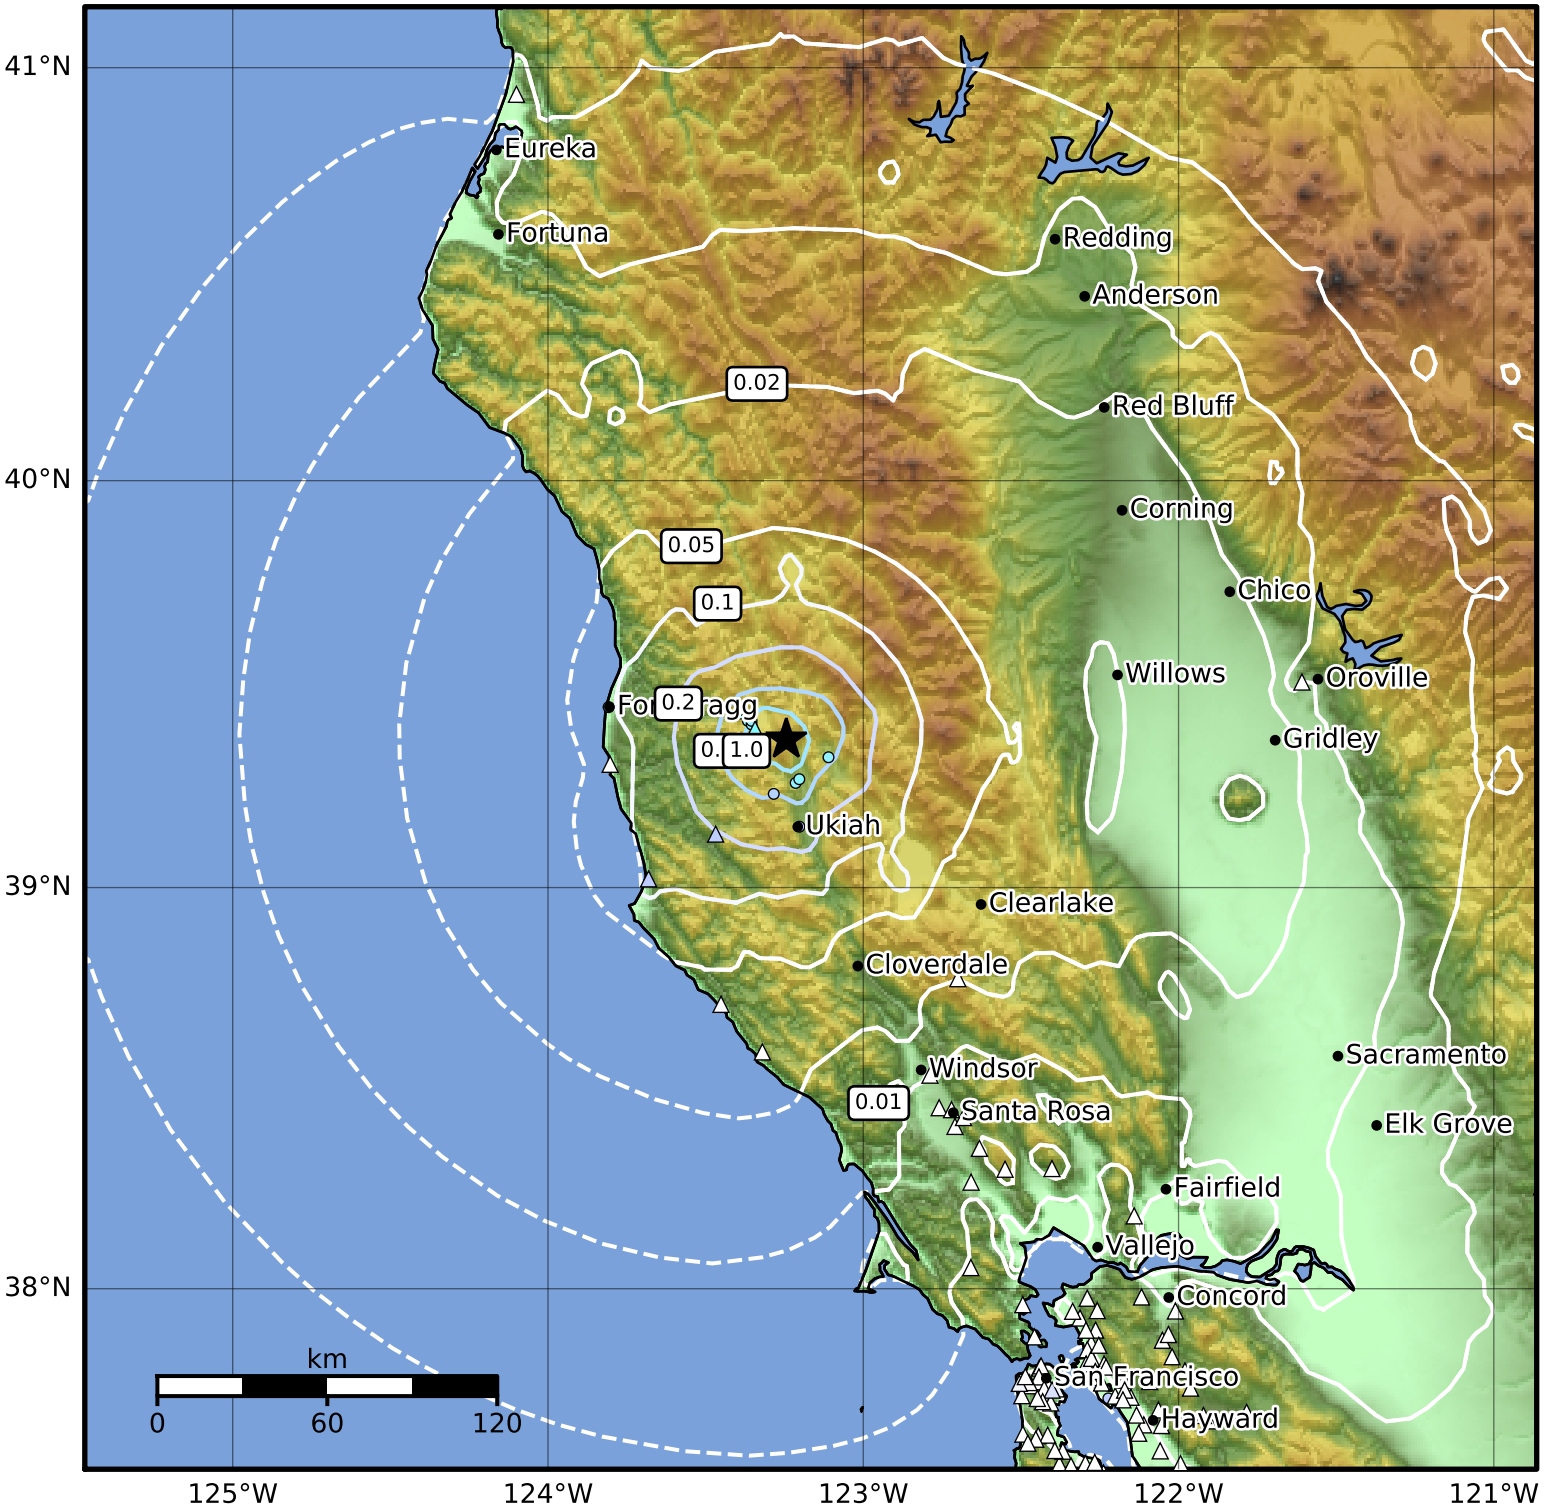 41°N
Eureka
Fortuna
Redding
Anderson
0.02
Red Bluff
40°N
Corning
0.05
Chico
0.1
Willows
Oroville
0.2
Gridley
1.0
Ukiah
39°N
Clearlake
Cloverdale
Sacramento
Windsor
0.01
Santa Rosa
Elk Grove
Fairfield
Vallejo
38°N
Concord
km
San Francisco
Hayward
0 60 120
125°W 124°W 123°W 122°W 121°W